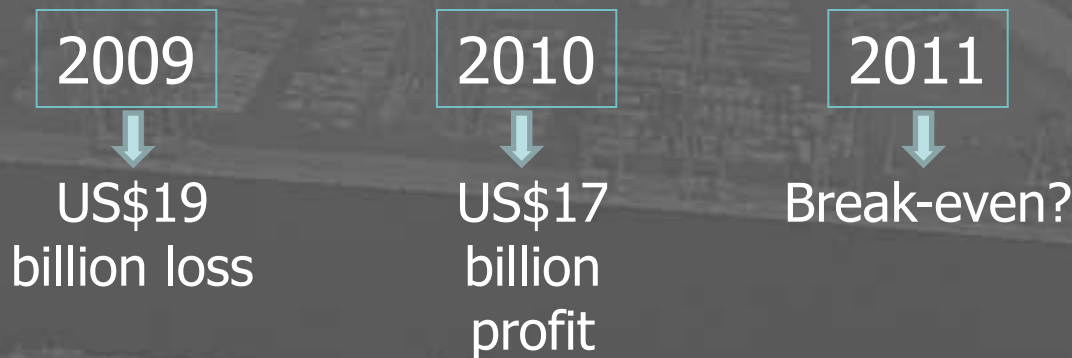 2009
US$19
billion loss
2010
US$17
billion
profit
2011
Break-even?